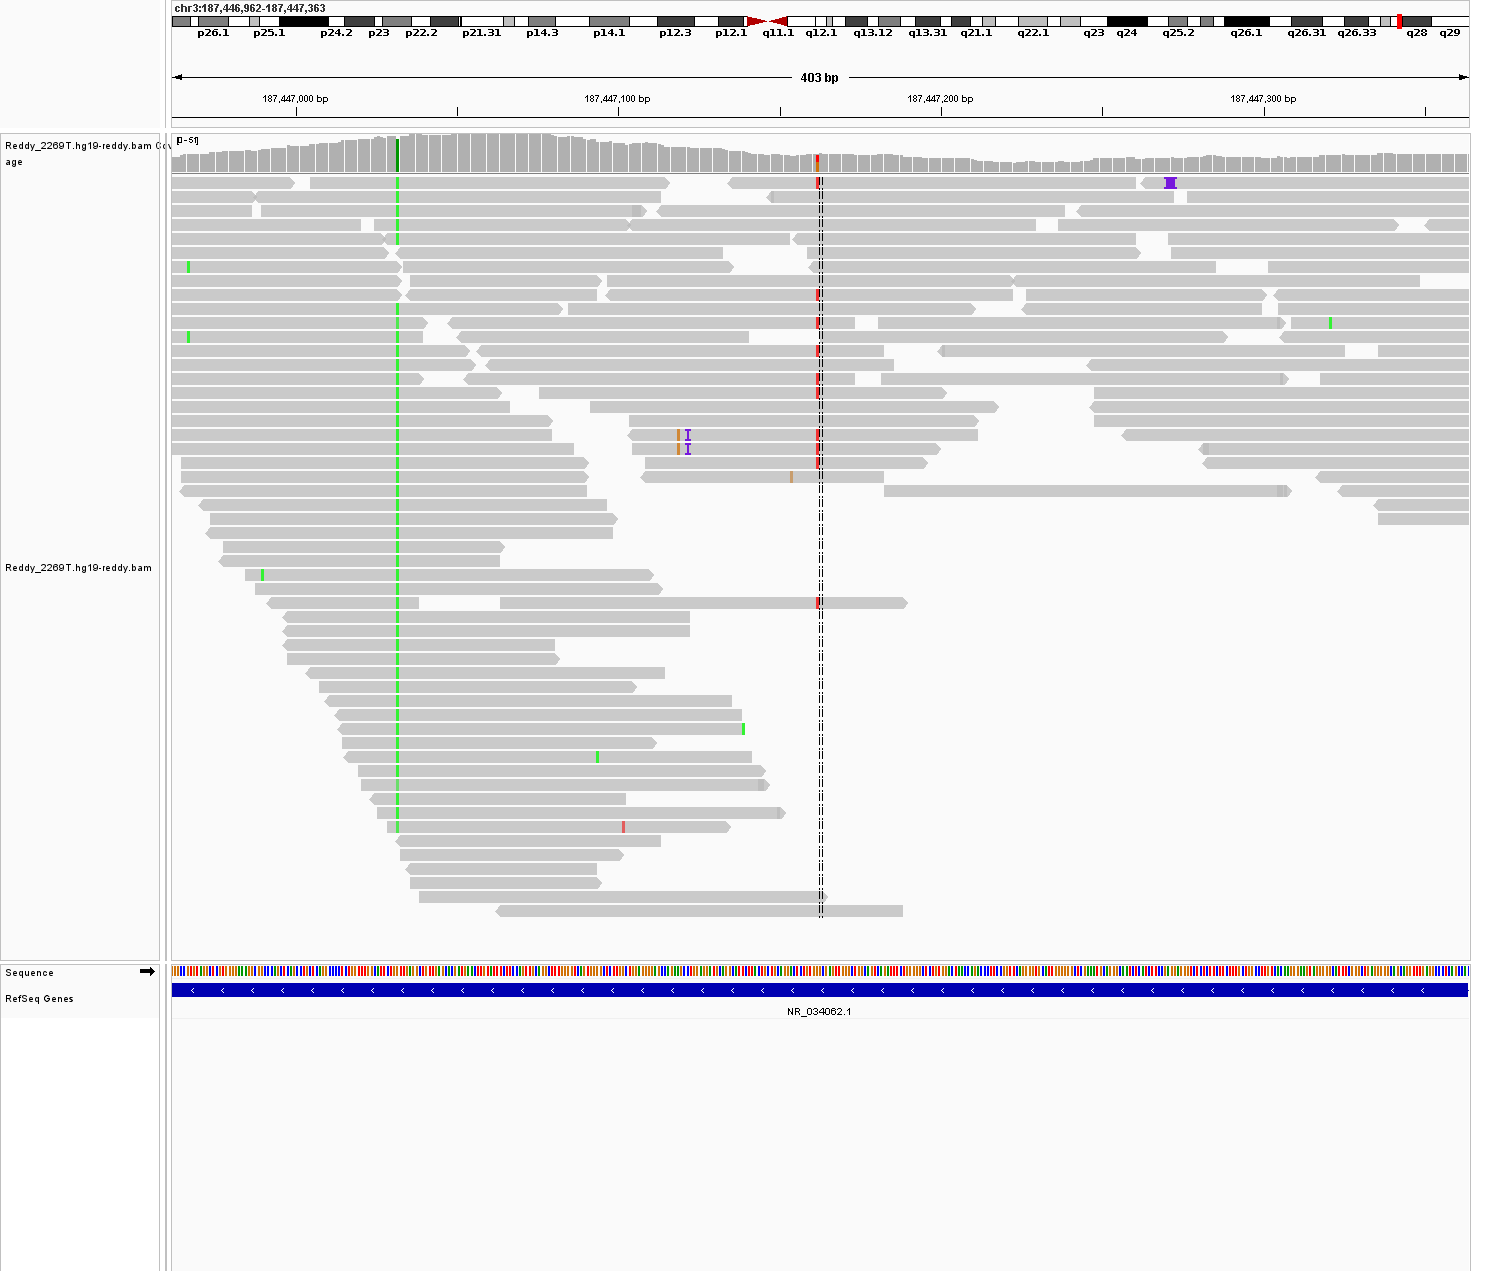 chr3:187,446,962-187,447,363
p26.1 p25.1 p24.2 p23 p22.2 p21.31 p14.3 p14.1 p12.3 p12.1 q11.1 q12.1 q13.12 q13.31 q21.1 q22.1 q23 q24 q25.2 q26.1 q26.31 q26.33 q28 q29
403 bp
187,447,000 bp 187,447,100 bp 187,447,200 bp 187,447,300 bp
[0-51]
Reddy_2269T.hg19-reddy.bam Cov
age
Reddy_2269T.hg19-reddy.bam
Sequence
RefSeq Genes
NR_034062.1